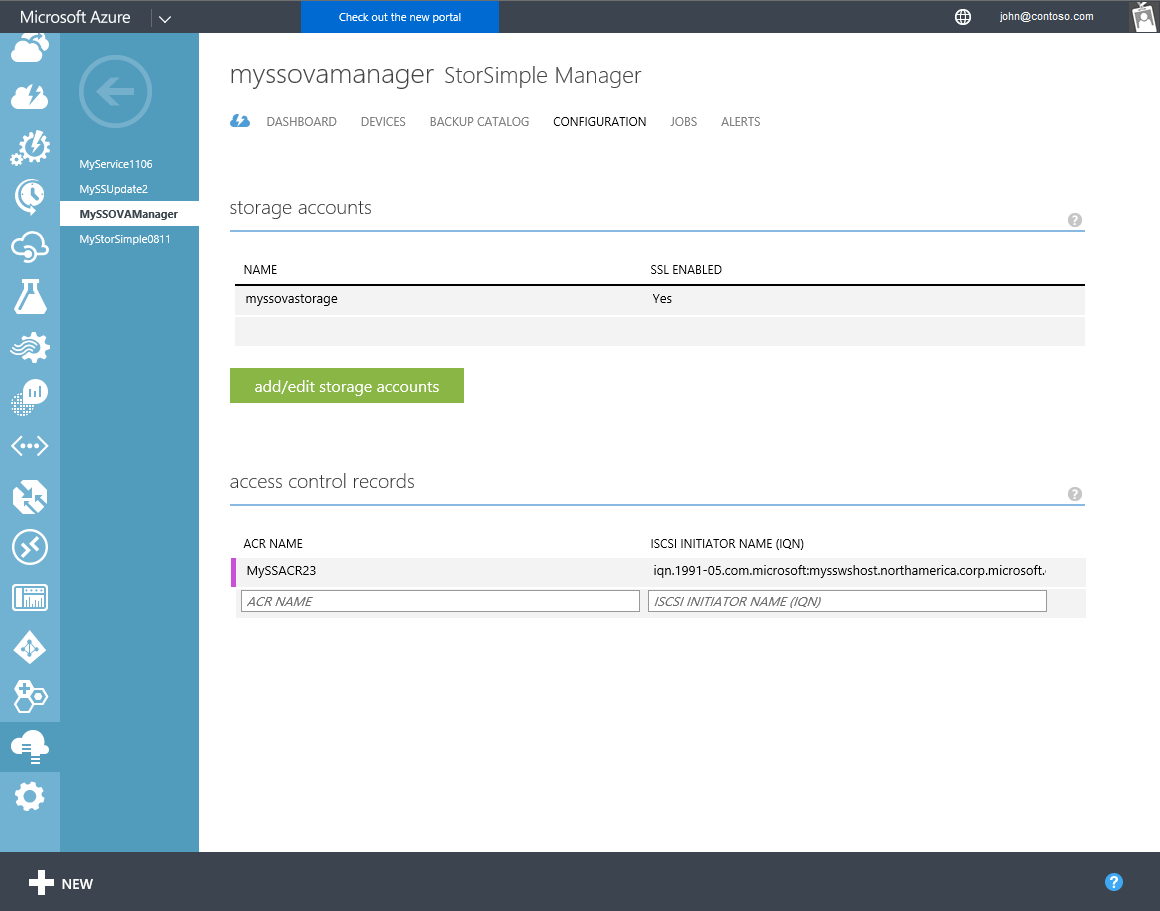 Microsoft Azure
Check out the new portal
john@contoso.com
myssovamanager StorSimple Manager
DASHBOARD DEVICES BACKUP CATALOG CONFIGURATION JOBS ALERTS
MyService1106
MySSUpdate2
MySSOVAManager
MyStorSimple0811
storage accounts
?
NAME SSL ENABLED
myssovastorage Yes
add/edit storage accounts
access control records
?
ACR NAME ISCSI INITIATOR NAME (IQN)
MySSACR23 iqn.1991-05.com.microsoft:mysswshost.northamerica.corp.microsoft.
ACR NAME ISCSI INITIATOR NAME (IQN)
NEW
?